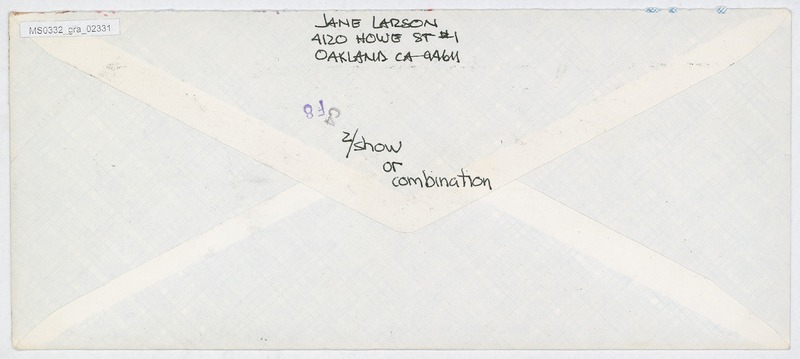 MS0332_gra_02331
JANE LARSON
4120 HOWE ST #1
OAKLAND CA 94611
2/show
or
combination